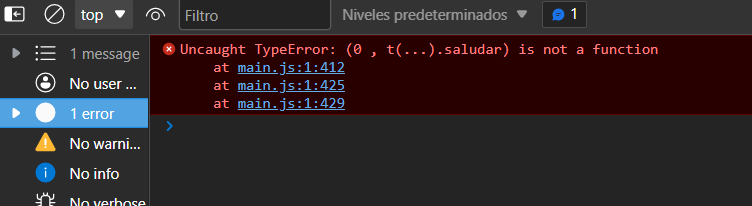 top
Filtro
Niveles predeterminados
1
1 message
No user ...
1 error
No warni...
No info
No verbose
Uncaught TypeError: (0 , t(...).saludar) is not a function
at main.js:1:412
at main.js:1:425
at main.js:1:429